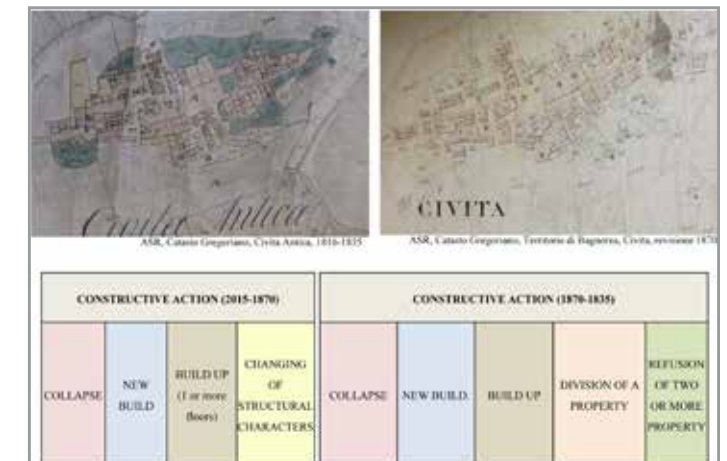 Civita Antica
CIVITA
ASR, Catasto Gregoriano, Civita Antica, 1816-1835
ASR, Catasto Gregoriano, Territorio di Bagnorea, Civita, revisione 1870
CONSTRUCTIVE ACTION (2015-1870)
CONSTRUCTIVE ACTION (1870-1835)
COLLAPSE
NEW
BUILD
BUILD UP
(1 or more
floors)
CHANGING
OF
STRUCTURAL
CHARACTERS
COLLAPSE
NEW BUILD.
BUILD UP
DIVISION OF A
PROPERTY
REFUSION
OF TWO
OR MORE
PROPERTY